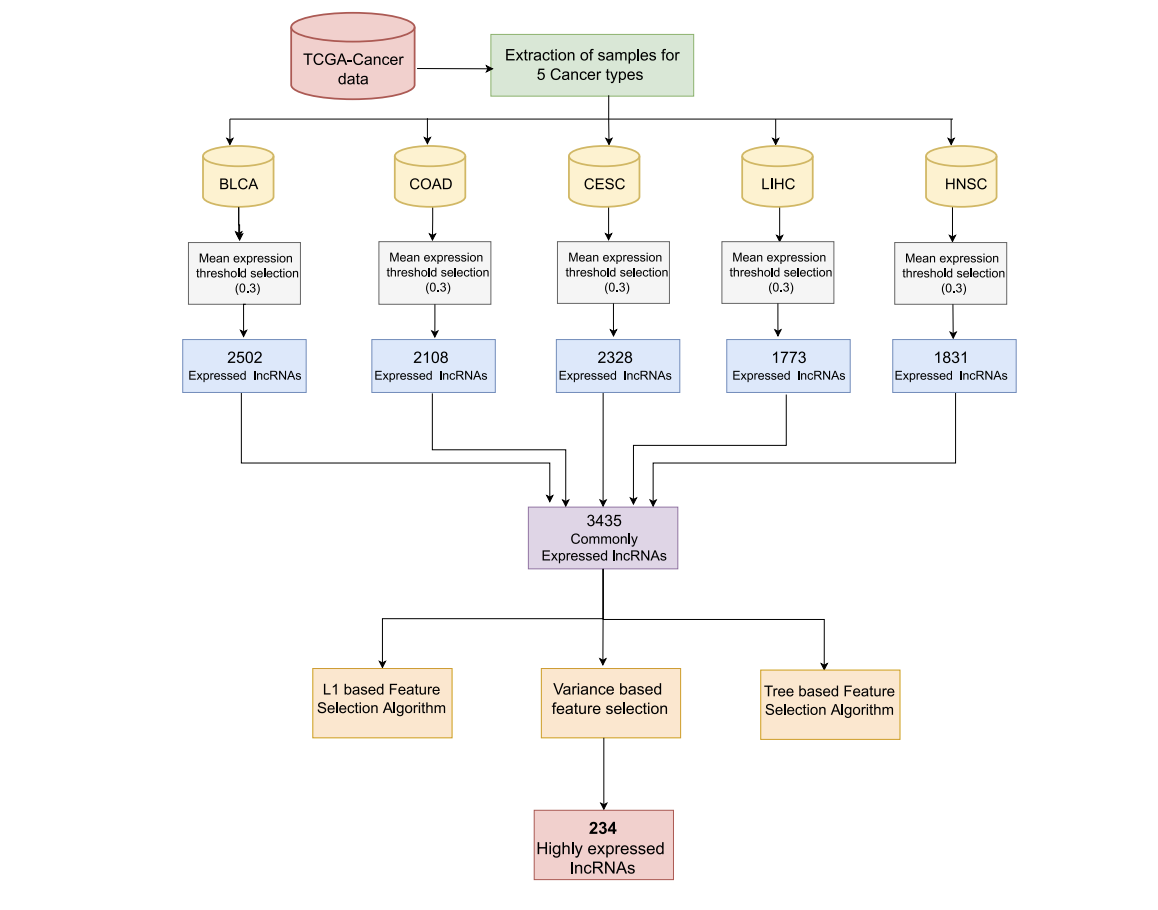 TCGA-Cancer
data
Extraction of samples for
5 Cancer types
BLCA
COAD
CESC
LIHC
HNSC
Mean expression
threshold selection
(0.3)
Mean expression
threshold selection
(0.3)
Mean expression
threshold selection
(0.3)
Mean expression
threshold selection
(0.3)
Mean expression
threshold selection
(0.3)
2502
Expressed lncRNAs
2108
Expressed lncRNAs
2328
Expressed lncRNAs
1773
Expressed lncRNAs
1831
Expressed lncRNAs
3435
Commonly
Expressed lncRNAs
L1 based Feature
Selection Algorithm
Variance based
feature selection
Tree based Feature
Selection Algorithm
234
Highly expressed
lncRNAs